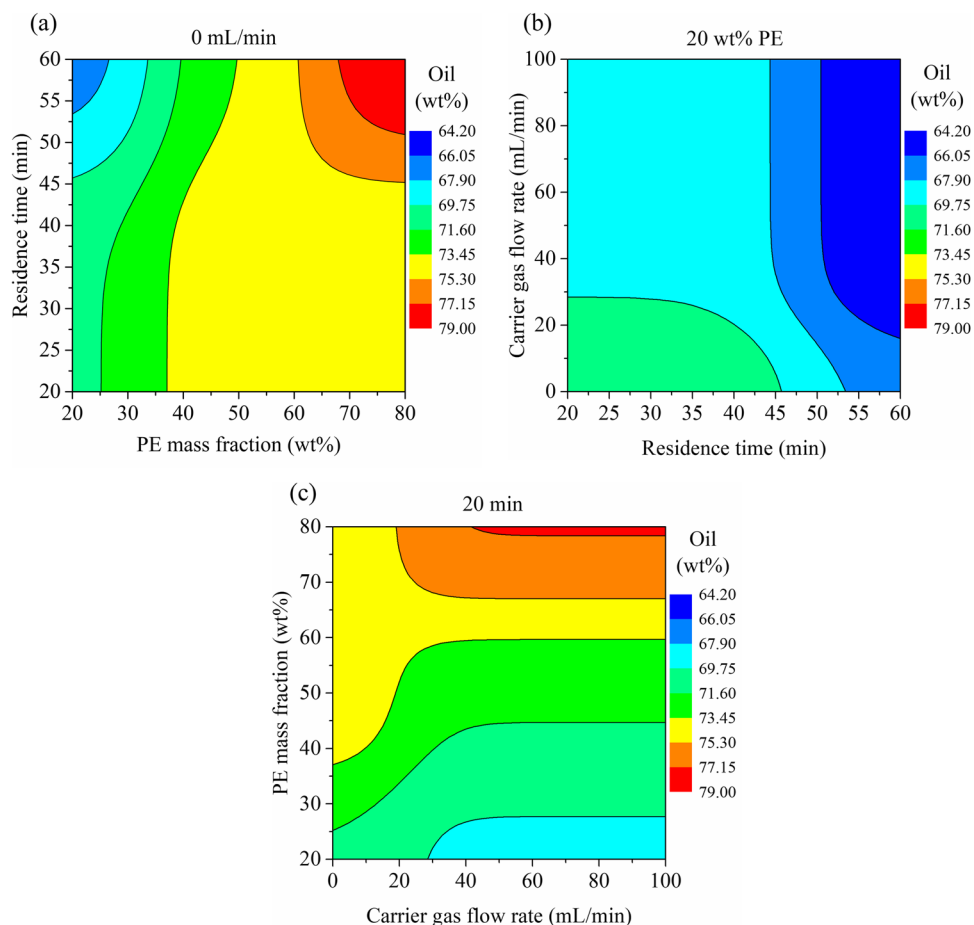 (a)
0 mL/min
Oil
(wt%)
64.20
66.05
67.90
69.75
71.60
73.45
75.30
77.15
79.00
60
55
50
45
40
35
30
25
20
Residence time (min)
20 30 40 50 60 70 80
PE mass fraction (wt%)
(b)
20 wt% PE
Oil
(wt%)
64.20
66.05
67.90
69.75
71.60
73.45
75.30
77.15
79.00
100
80
60
40
20
0
Carrier gas flow rate (mL/min)
20 25 30 35 40 45 50 55 60
Residence time (min)
(c)
20 min
Oil
(wt%)
64.20
66.05
67.90
69.75
71.60
73.45
75.30
77.15
79.00
80
70
60
50
40
30
20
PE mass fraction (wt%)
0 20 40 60 80 100
Carrier gas flow rate (mL/min)